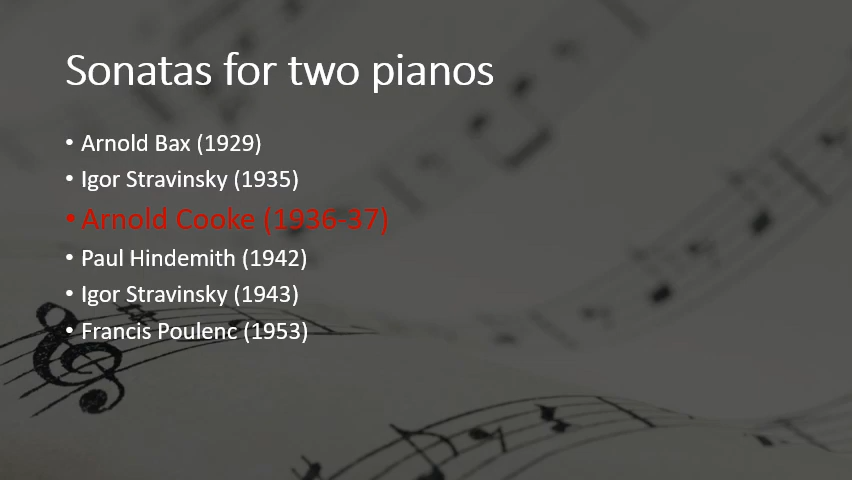 Sonatas for two pianos
• Arnold Bax (1929)
• Igor Stravinsky (1935)
• Arnold Cooke (1936-37)
• Paul Hindemith (1942)
• Igor Stravinsky (1943)
• Francis Poulenc (1953)